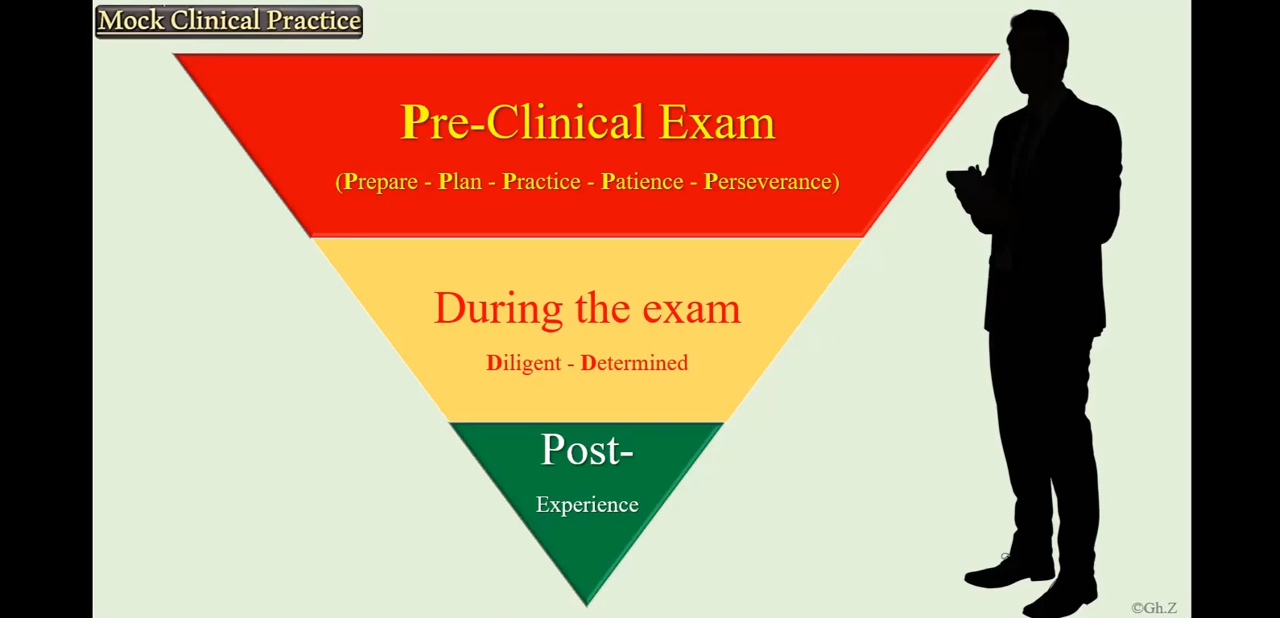 Mock Clinical Practice
Pre-Clinical Exam
(Prepare - Plan - Practice - Patience - Perseverance)
During the exam
Diligent - Determined
Post-
Experience
©Gh.Z